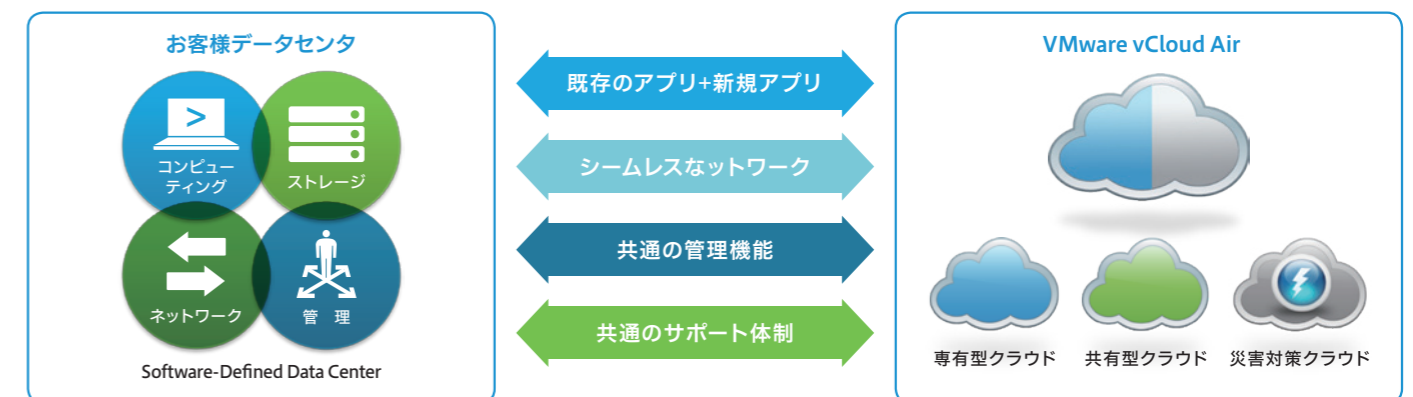 お客様データセンタ
コンピュー
ティング
ストレージ
ネットワーク
管 理
Software-Defined Data Center
既存のアプリ+新規アプリ
シームレスなットワーク
共通の管理機能
共通のサポート体制
VMware vCloud Air
専有型クラウド
共有型クラウド
災害対策クラウド